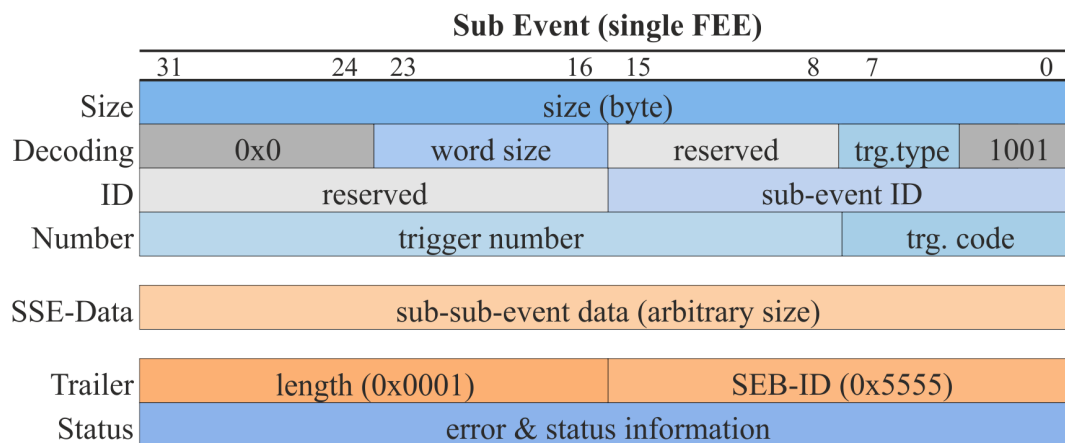 Sub Event (single FEE)
31 24 23 16 15 8 7 0
Size size (byte)
Decoding 0x0 word size reserved trg.type 1001
ID reserved sub-event ID
Number trigger number trg. code
SSE-Data sub-sub-event data (arbitrary size)
Trailer length (0x0001) SEB-ID (0x5555)
Status error & status information